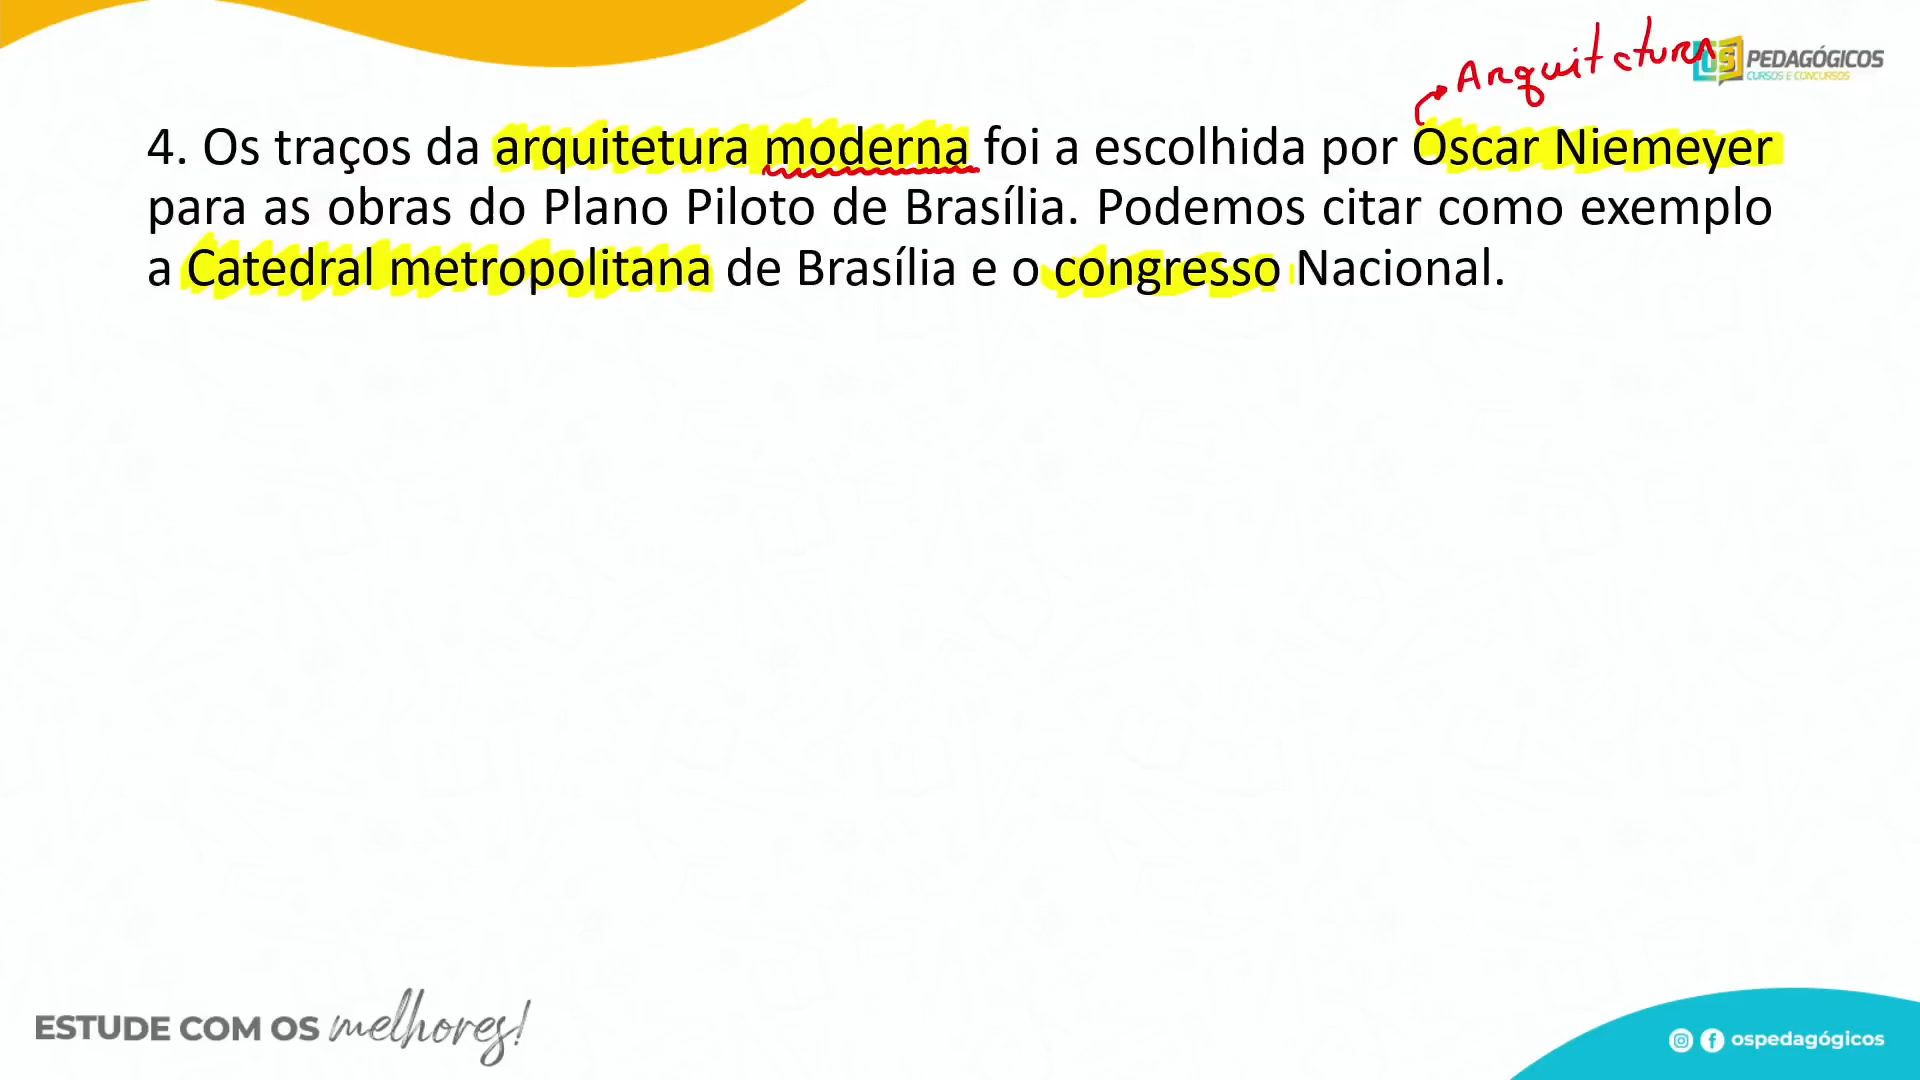 Arquitetura
OS PEDAGÓGICOS
CURSOS E CONCURSOS
4. Os traços da arquitetura moderna foi a escolhida por Oscar Niemeyer
para as obras do Plano Piloto de Brasília. Podemos citar como exemplo
a Catedral metropolitana de Brasília e o congresso Nacional.
ESTUDE COM OS melhores!
ospedagógicos